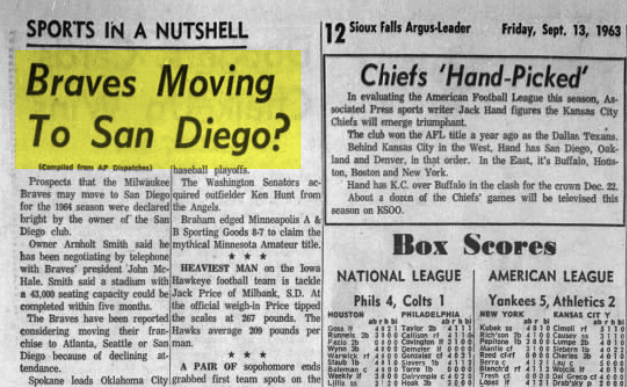 SPORTS IN A NUTSHELL
Braves Moving
To San Diego?
(Compiled from AP Dispatches)
Prospects that the Milwaukee
Braves may move to San Diego
for the 1964 season were declared
bright by the owner of the San
Diego club.
Owner Arnholt Smith said he
has been negotiating by telephone
with Braves' president John Mc-
Hale. Smith said a stadium with
a 43,000 seating capacity could be
completed within five months.
The Braves have been reported
considering moving their fran-
chise to Atlanta, Seattle or San
Diego because of declining at-
tendance.
Spokane leads Oklahoma City
baseball playoffs.
The Washington Senators ac-
quired outfielder Ken Hunt from
the Angels.
Braham edged Minneapolis A &
B Sporting Goods 8-7 to claim the
mythical Minnesota Amateur title.
★ ★ ★
HEAVIEST MAN on the Iowa
Hawkeye football team is tackle
Jack Price of Milbank, S.D. At
the official weigh-in Price tipped
the scales at 267 pounds. The
Hawks average 209 pounds per
man.
★ ★ ★
A PAIR OF sopohomore ends
grabbed first team spots on the
12 Sioux Falls Argus-Leader Friday, Sept. 13, 1963
Chiefs 'Hand-Picked'
In evaluating the American Football League this season, As-
sociated Press sports writer Jack Hand figures the Kansas City
Chiefs will emerge triumphant.
The club won the AFL title a year ago as the Dallas Texans.
Behind Kansas City in the West, Hand has San Diego, Oak-
land and Denver, in that order. In the East, it's Buffalo, Hous-
ton, Boston and New York.
Hand has K.C. over Buffalo in the clash for the crown Dec. 22.
About a dozen of the Chiefs' games will be televised this
season on KSOO.
Box Scores
NATIONAL LEAGUE
Phils 4, Colts 1
HOUSTON PHILADELPHIA
ab r h bi ab r h bi
AMERICAN LEAGUE
Yankees 5, Athletics 2
NEW YORK KANSAS CITY
ab r h bi ab r h bi